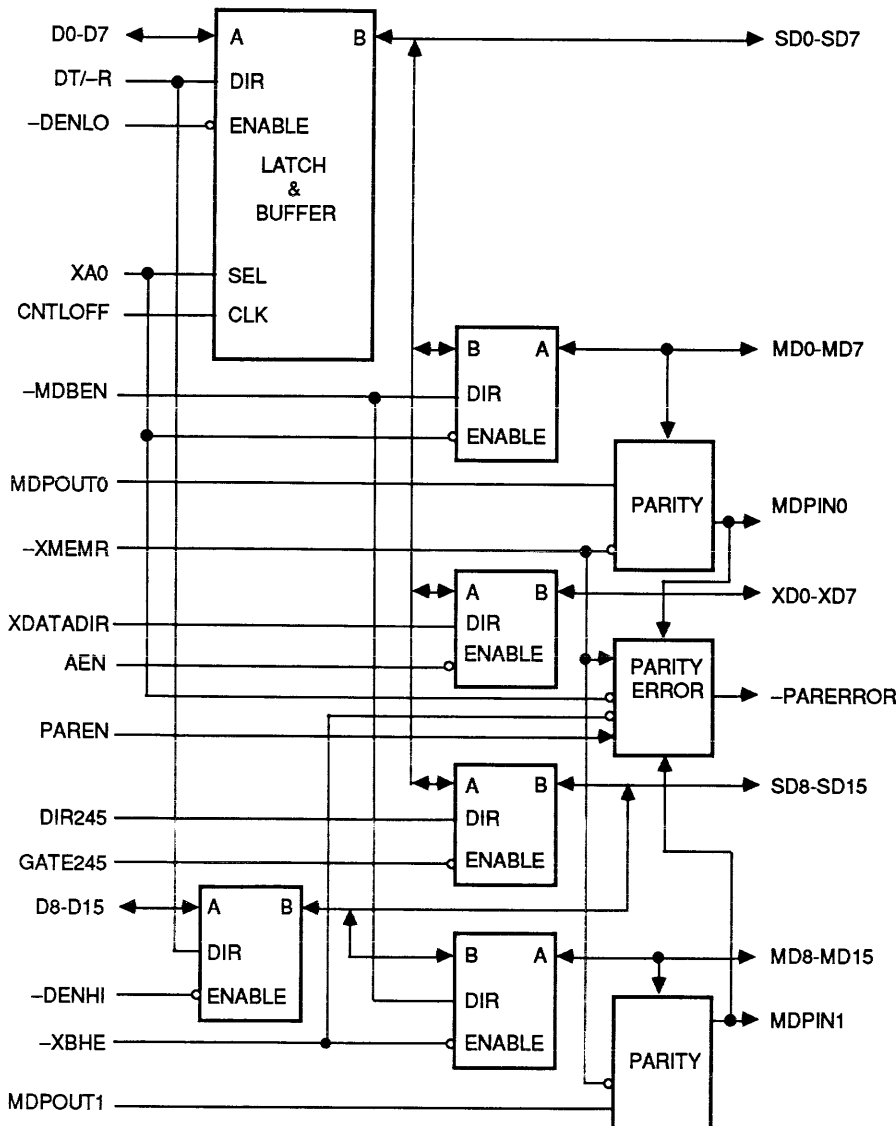 D0-D7
A
B
SD0-SD7
DT/–R
DIR
–DENLO
ENABLE
LATCH
&
BUFFER
XA0
SEL
CNTLOFF
CLK
B
A
MD0-MD7
–MDBEN
DIR
ENABLE
MDPOUT0
PARITY
MDPIN0
–XMEMR
A
B
XD0-XD7
XDATADIR
DIR
AEN
ENABLE
PARITY
ERROR
–PARERROR
PAREN
A
B
SD8-SD15
DIR245
DIR
GATE245
ENABLE
D8-D15
A
B
DIR
B
A
MD8-MD15
–DENHI
ENABLE
DIR
–XBHE
ENABLE
MDPIN1
PARITY
MDPOUT1